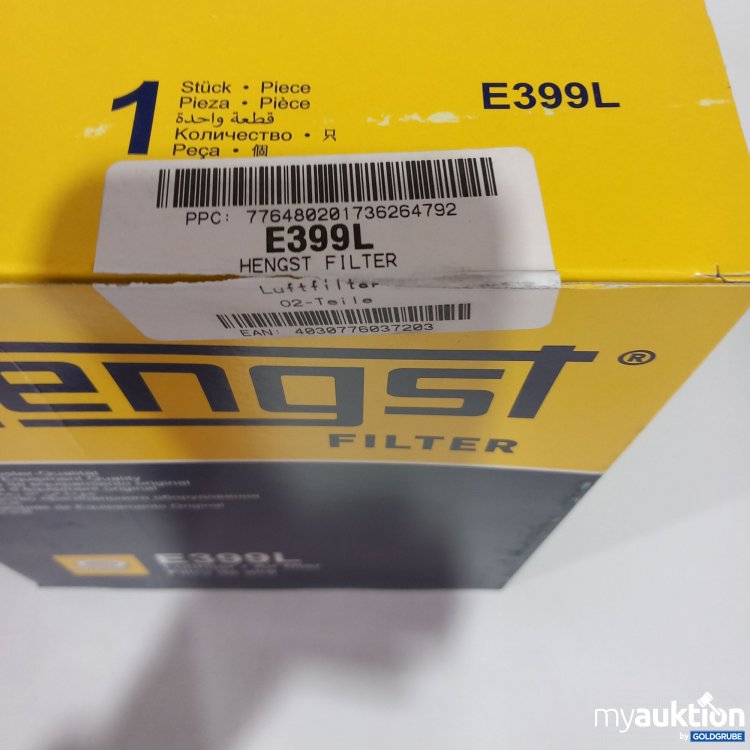 1
Stück • Piece
Pieza • Pièce
قطعة واحدة
Количество • 只
Peça • 個
E399L
PPC: 776480201736264792
E399L
HENGST FILTER
Luftfilter
02-Teile
EAN: 4030776037203
engst®
FILTER
E399L
myauktion
by GOLDGRUBE